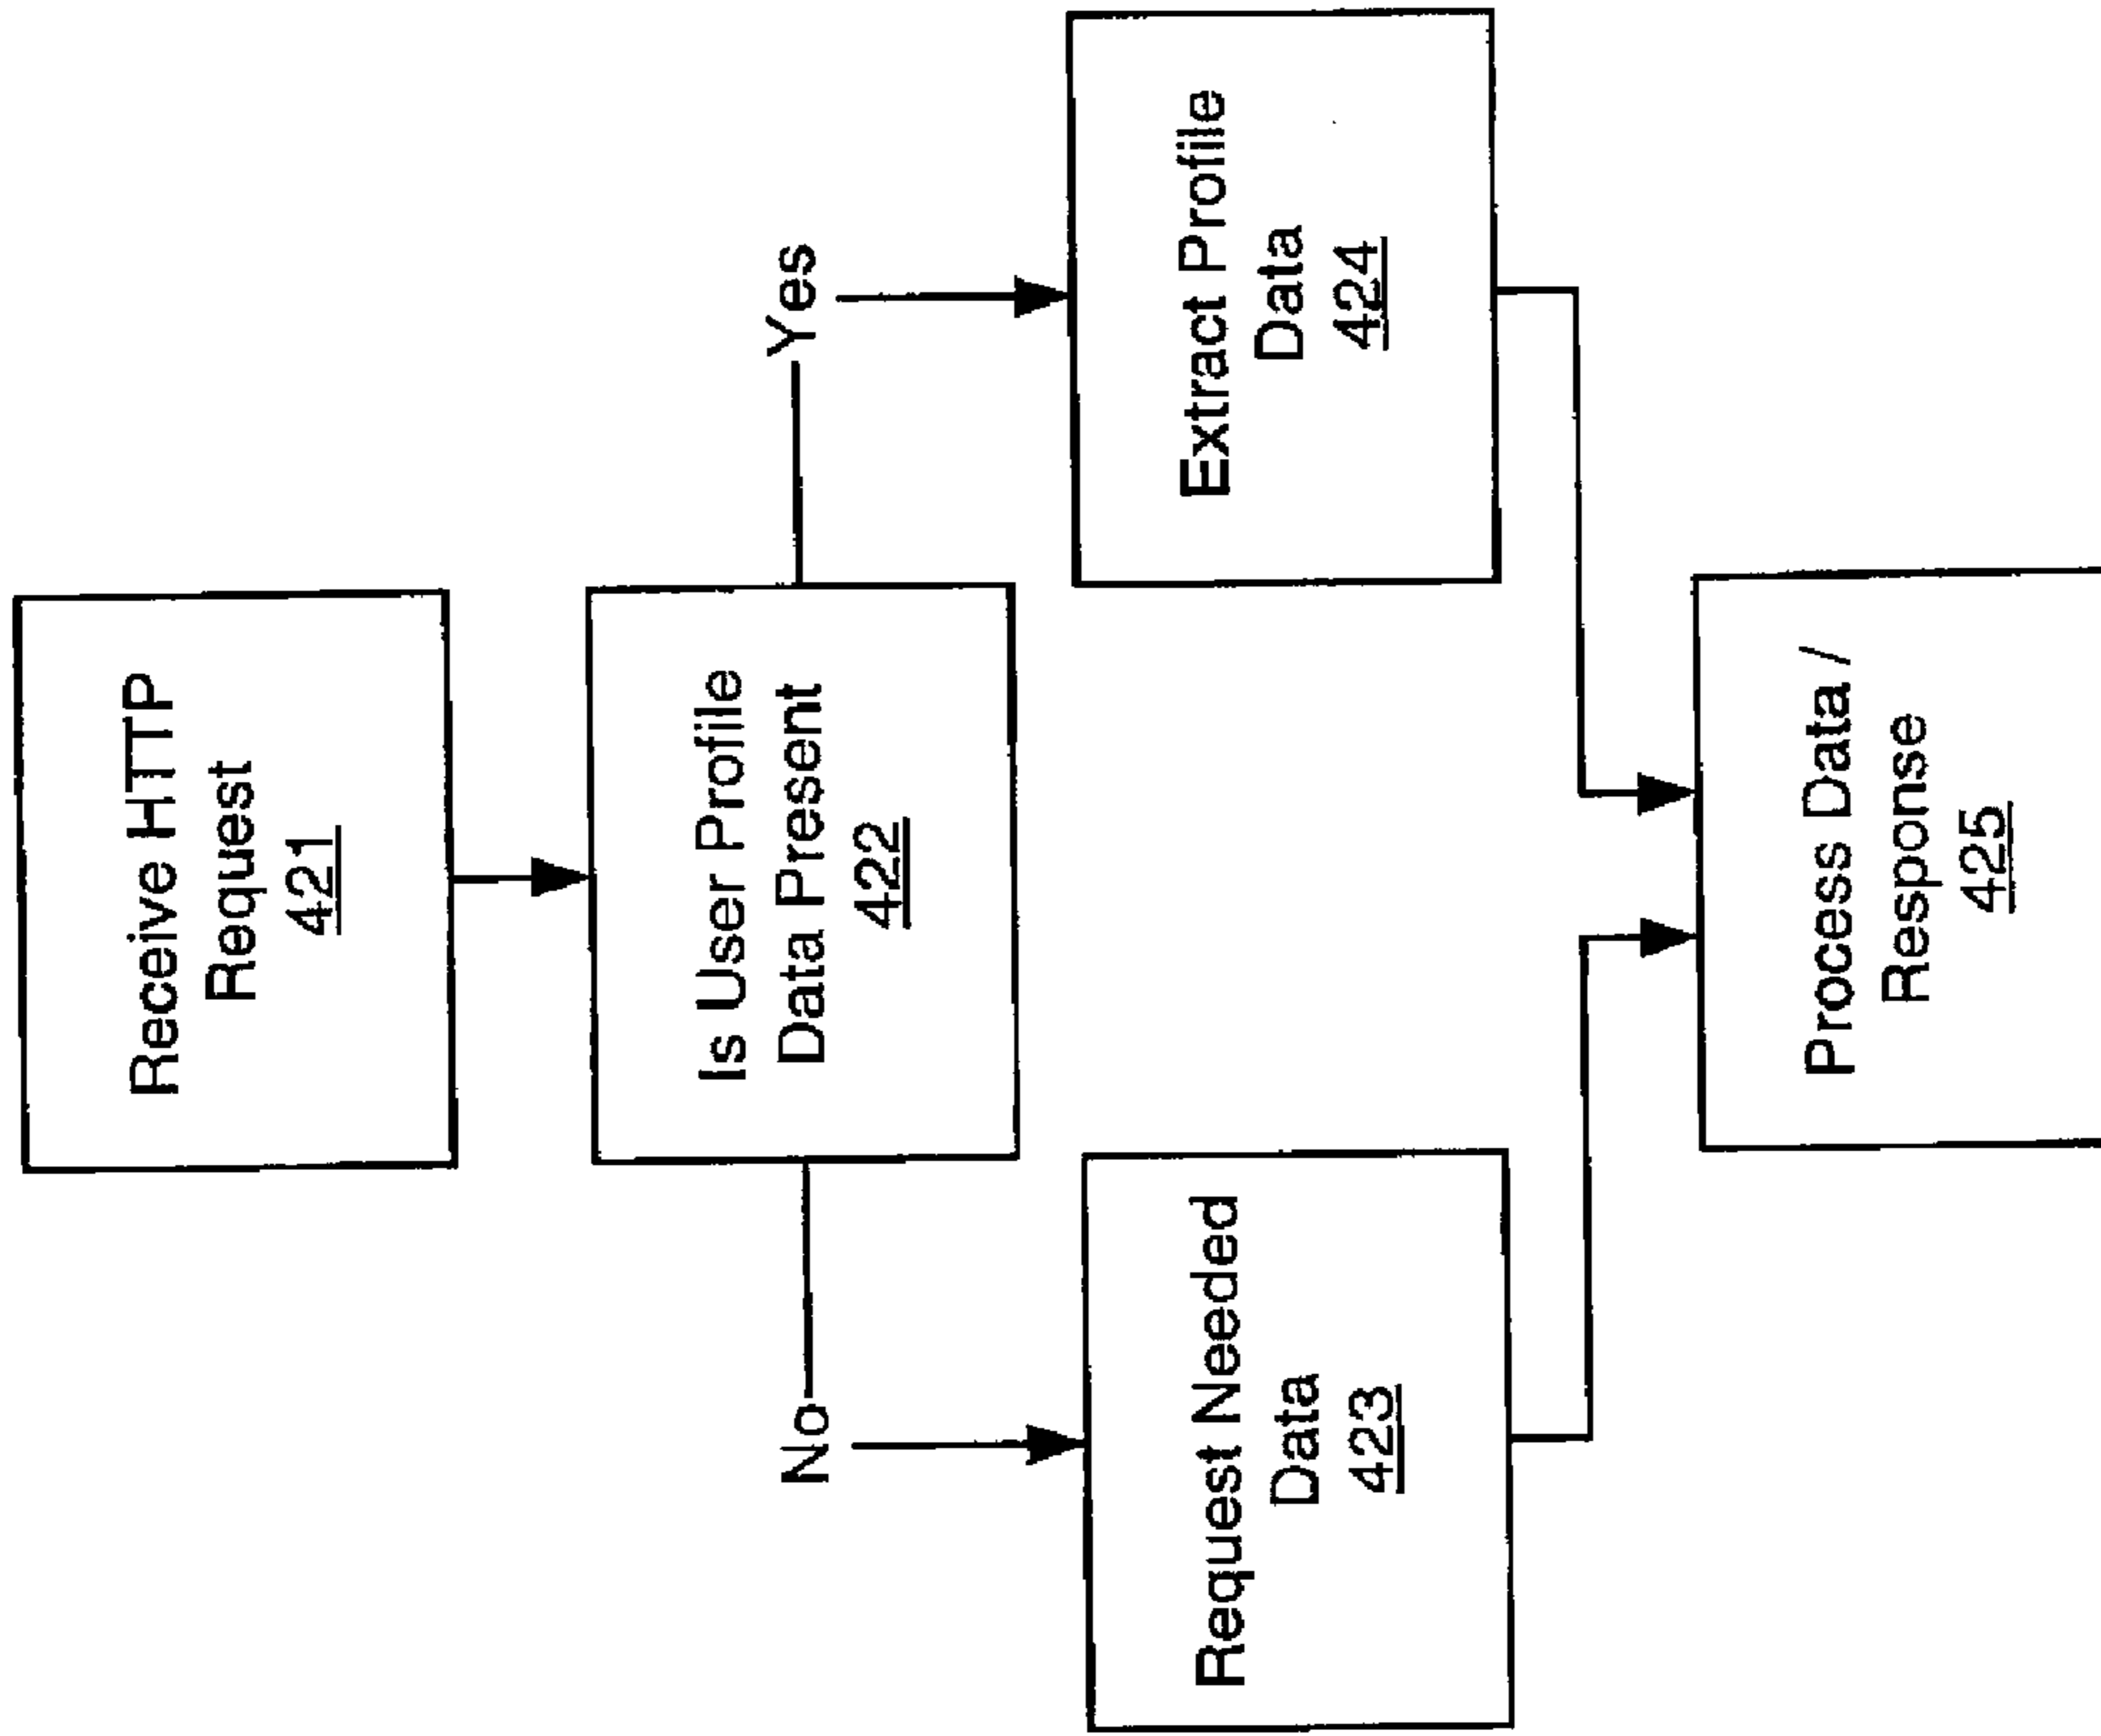 Receive HTTP
Request
421
Is User Profile
Data Present
422
No
Yes
Request Needed
Data
423
Extract Profile
Data
424
Process Data /
Response
425